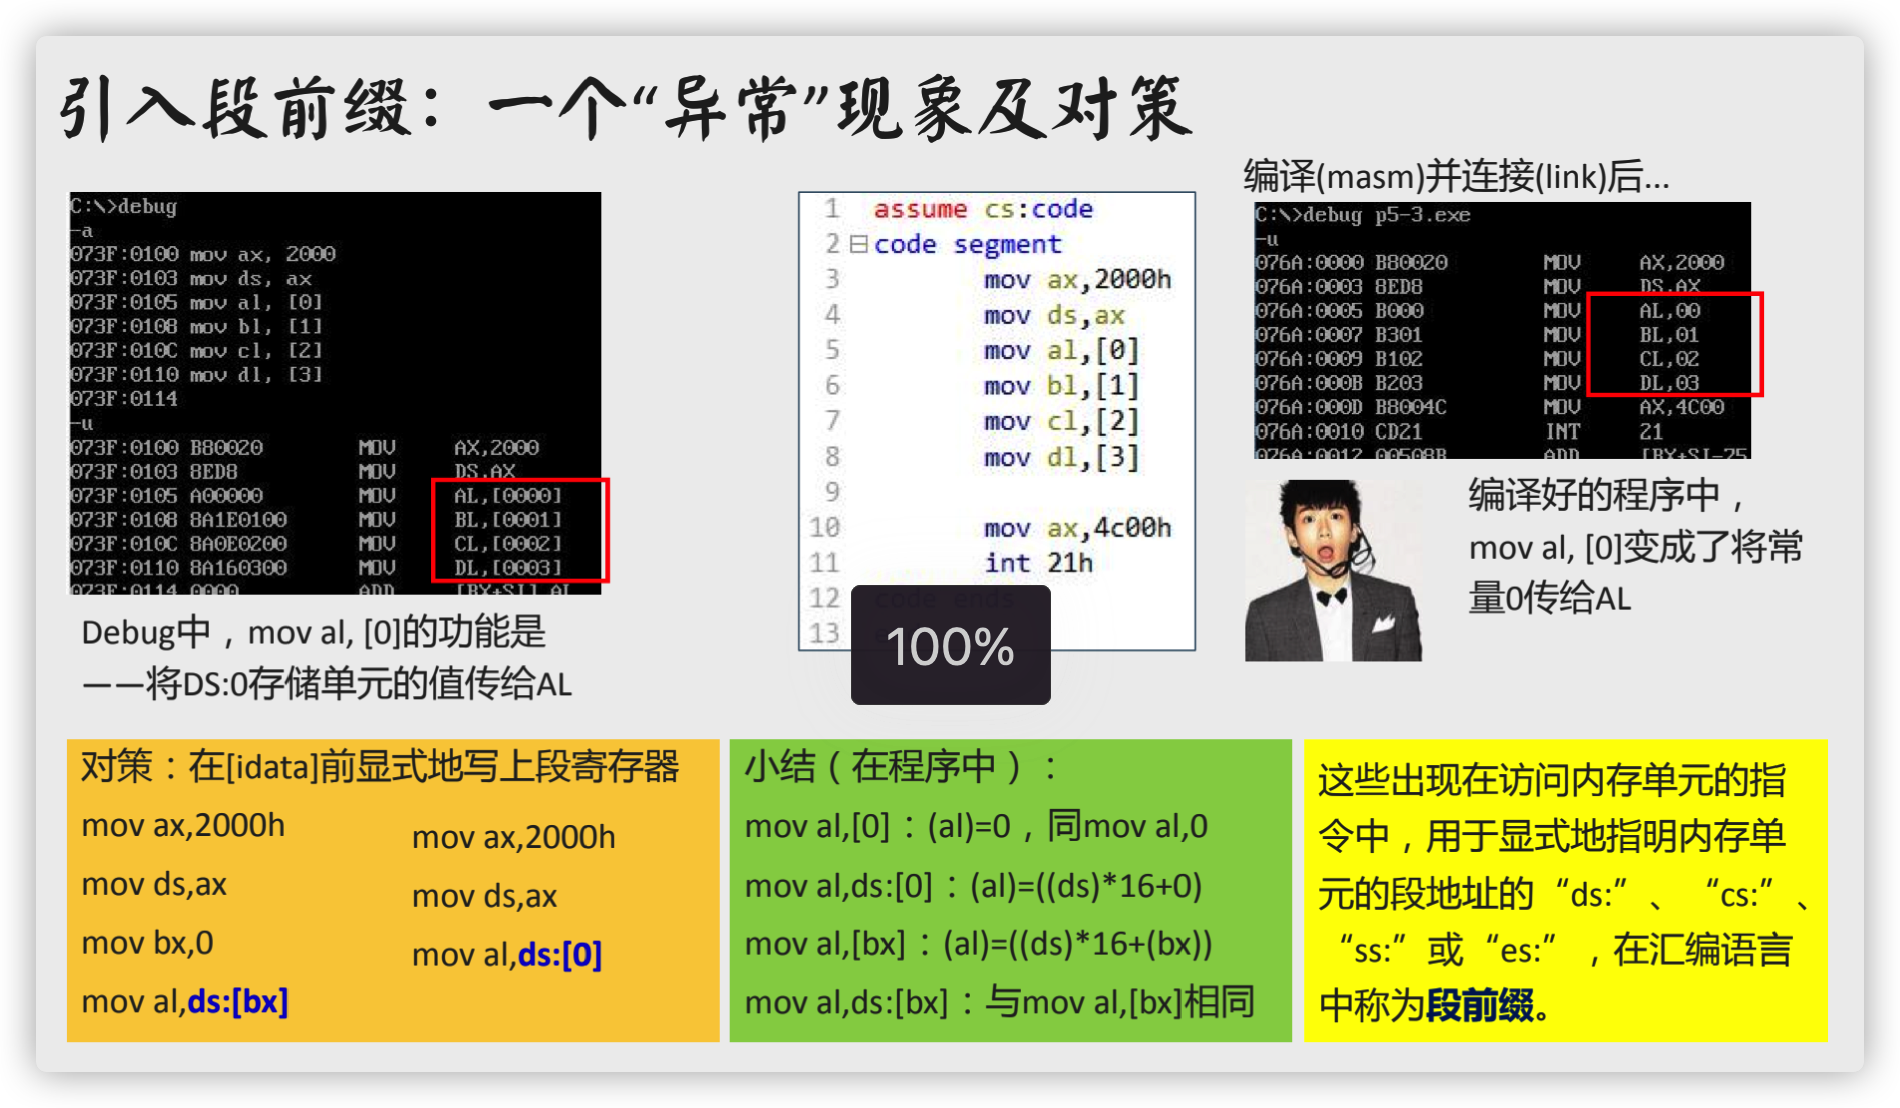 引入段前缀：一个“异常”现象及对策
C:\>debug
-a
073F:0100 mov ax, 2000
073F:0103 mov ds, ax
073F:0105 mov al, [0]
073F:0108 mov bl, [1]
073F:010C mov cl, [2]
073F:0110 mov dl, [3]
073F:0114
-u
073F:0100 B80020 MOV AX,2000
073F:0103 8ED8 MOV DS,AX
073F:0105 A00000 MOV AL,[0000]
073F:0108 8A1E0100 MOV BL,[0001]
073F:010C 8A0E0200 MOV CL,[0002]
073F:0110 8A160300 MOV DL,[0003]
073F:0114 0000 ADD [BX+SI],AL
Debug中，mov al, [0]的功能是
——将DS:0存储单元的值传给AL
1 assume cs:code
2 code segment
3 mov ax,2000h
4 mov ds,ax
5 mov al,[0]
6 mov bl,[1]
7 mov cl,[2]
8 mov dl,[3]
9
10 mov ax,4c00h
11 int 21h
12 code ends
13
100%
编译(masm)并连接(link)后...
C:\>debug p5-3.exe
-u
076A:0000 B80020 MOV AX,2000
076A:0003 8ED8 MOV DS,AX
076A:0005 B000 MOV AL,00
076A:0007 B301 MOV BL,01
076A:0009 B102 MOV CL,02
076A:000B B203 MOV DL,03
076A:000D B8004C MOV AX,4C00
076A:0010 CD21 INT 21
076A:0012 00508B ADD [BX+SI-75
编译好的程序中，
mov al, [0]变成了将常
量0传给AL
对策：在[idata]前显式地写上段寄存器
mov ax,2000h
mov ds,ax
mov bx,0
mov al,ds:[bx]
mov ax,2000h
mov ds,ax
mov al,ds:[0]
小结（在程序中）：
mov al,[0]：(al)=0，同mov al,0
mov al,ds:[0]：(al)=((ds)*16+0)
mov al,[bx]：(al)=((ds)*16+(bx))
mov al,ds:[bx]：与mov al,[bx]相同
这些出现在访问内存单元的指
令中，用于显式地指明内存单
元的段地址的“ds:”、“cs:”、
“ss:”或“es:”，在汇编语言
中称为段前缀。